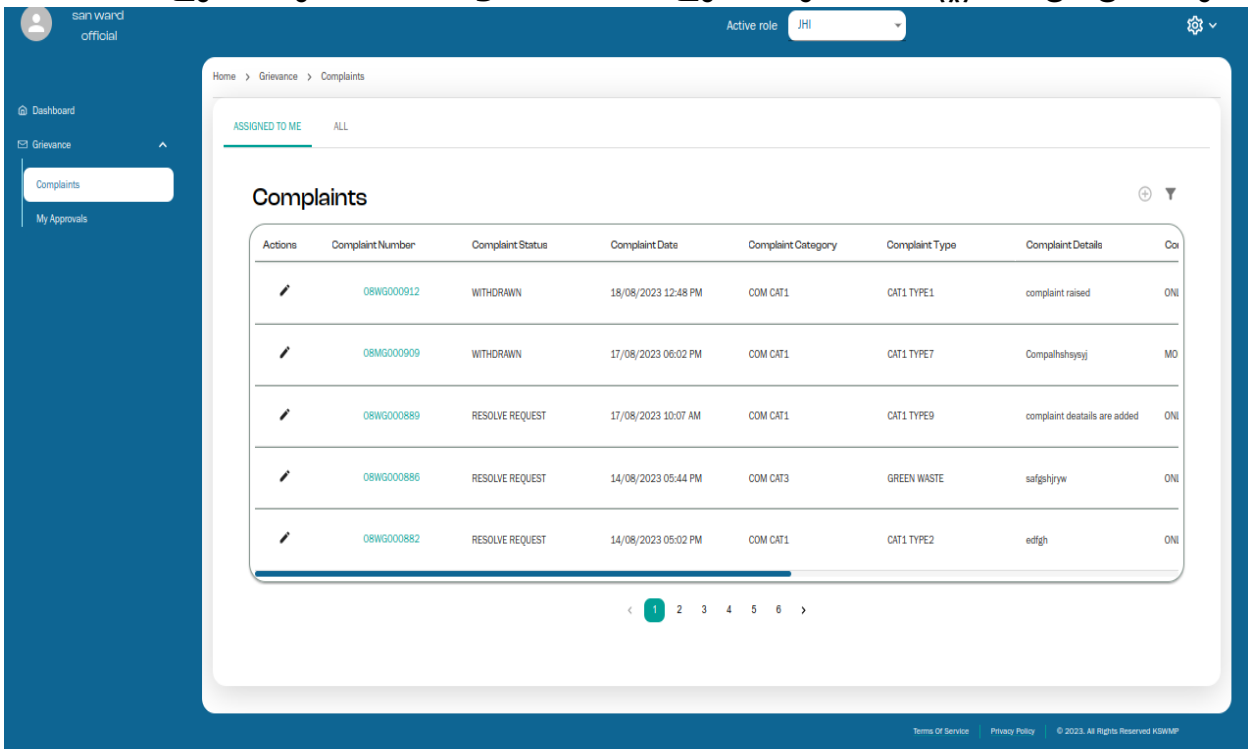 san ward
official
Active role JHI
Home > Grievance > Complaints
Dashboard
Grievance
Complaints
My Approvals
ASSIGNED TO ME ALL
Complaints
Actions Complaint Number Complaint Status Complaint Date Complaint Category Complaint Type Complaint Details
08WG000912 WITHDRAWN 18/08/2023 12:48 PM COM CAT1 CAT1 TYPE1 complaint raised
08MG000909 WITHDRAWN 17/08/2023 06:02 PM COM CAT1 CAT1 TYPE7 Compalhshsysyj MO
08WG000889 RESOLVE REQUEST 17/08/2023 10:07 AM COM CAT1 CAT1 TYPE9 complaint deatails are added
08WG000886 RESOLVE REQUEST 14/08/2023 05:44 PM COM CAT3 GREEN WASTE safgshjryw
08WG000882 RESOLVE REQUEST 14/08/2023 05:02 PM COM CAT1 CAT1 TYPE2 edfgh
< 1 2 3 4 5 6 >
Terms Of Service | Privacy Policy | © 2023. All Rights Reserved KSWMP